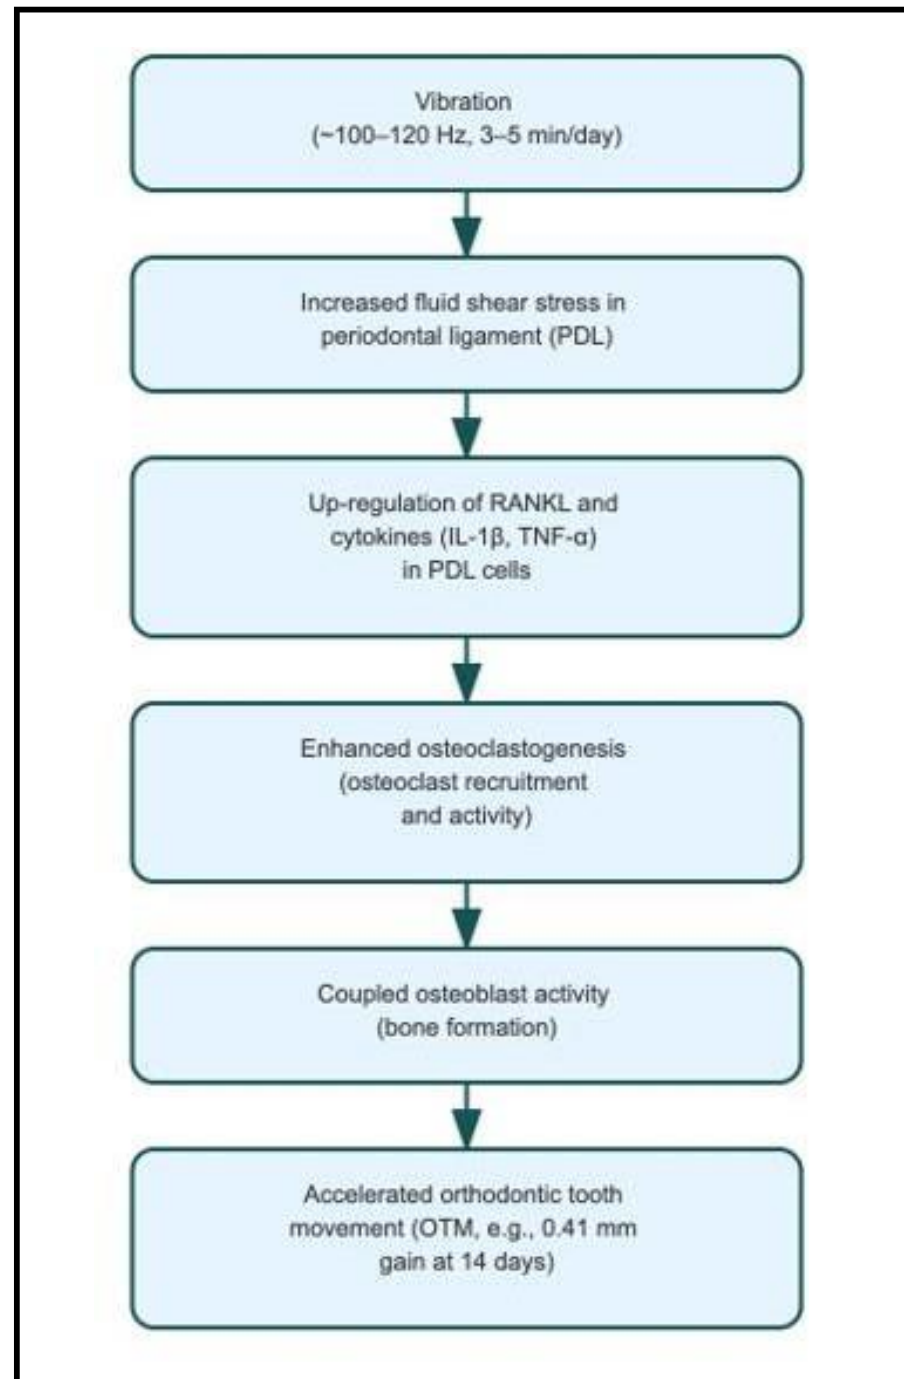 Vibration
(~100–120 Hz, 3–5 min/day)
Increased fluid shear stress in
periodontal ligament (PDL)
Up-regulation of RANKL and
cytokines (IL-1β, TNF-α)
in PDL cells
Enhanced osteoclastogenesis
(osteoclast recruitment
and activity)
Coupled osteoblast activity
(bone formation)
Accelerated orthodontic tooth
movement (OTM, e.g., 0.41 mm
gain at 14 days)